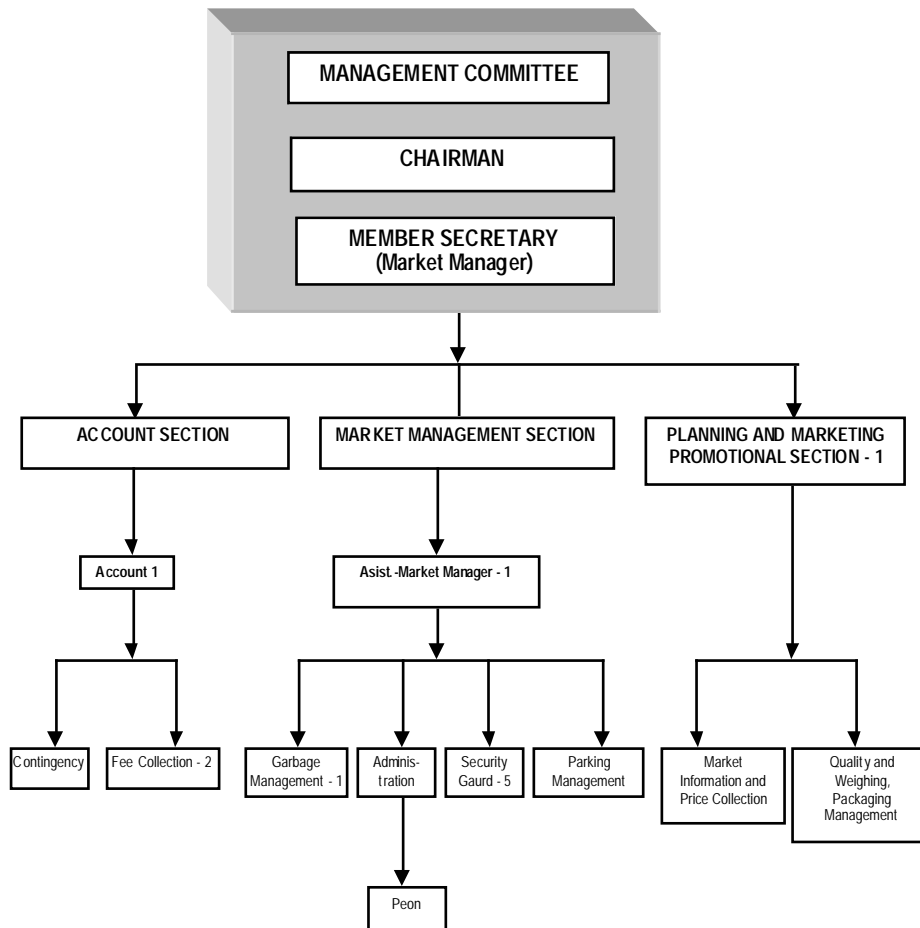 MANAGEMENT COMMITTEE
CHAIRMAN
MEMBER SECRETARY
(Market Manager)
ACCOUNT SECTION
MARKET MANAGEMENT SECTION
PLANNING AND MARKETING
PROMOTIONAL SECTION - 1
Account 1
Asist.-Market Manager - 1
Contingency
Fee Collection - 2
Garbage
Management - 1
Adminis-
tration
Security
Gaurd - 5
Parking
Management
Market
Information and
Price Collection
Quality and
Weighing,
Packaging
Management
Peon